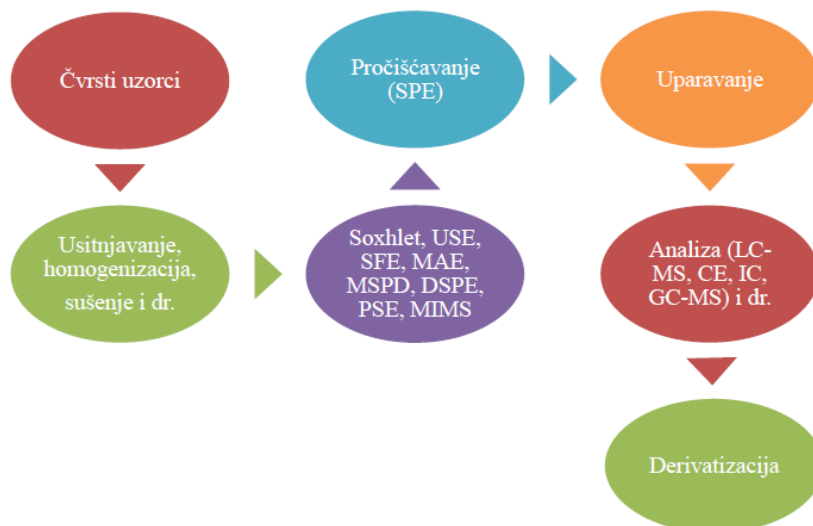 Čvrsti uzorci
Usitnjavanje,
homogenizacija,
sušenje i dr.
Soxhlet, USE,
SFE, MAE,
MSPD, DSPE,
PSE, MIMS
Pročišćavanje
(SPE)
Uparavanje
Analiza (LC-
MS, CE, IC,
GC-MS) i dr.
Derivatizacija